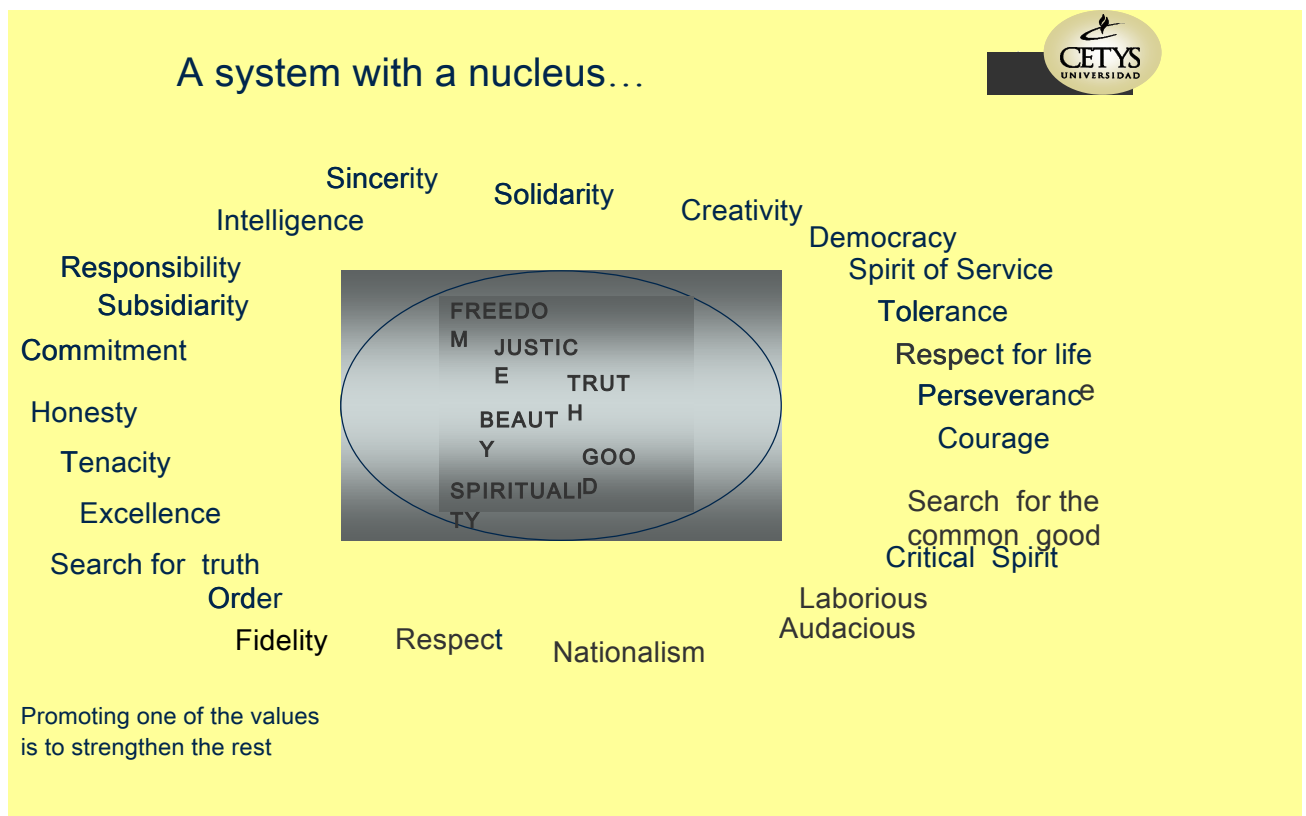 A system with a nucleus…
CETYS
UNIVERSIDAD
Sincerity
Solidarity
Creativity
Intelligence
Democracy
Responsibility
Spirit of Service
Subsidiarity
Tolerance
Commitment
Respect for life
Perseverance
Honesty
Courage
Tenacity
Excellence
Search for the
common good
Search for truth
Critical Spirit
Order
Laborious
Audacious
Fidelity
Respect
Nationalism
FREEDO
M
JUSTIC
E
TRUT
H
BEAUT
Y
GOO
D
SPIRITUALI
TY
Promoting one of the values
is to strengthen the rest